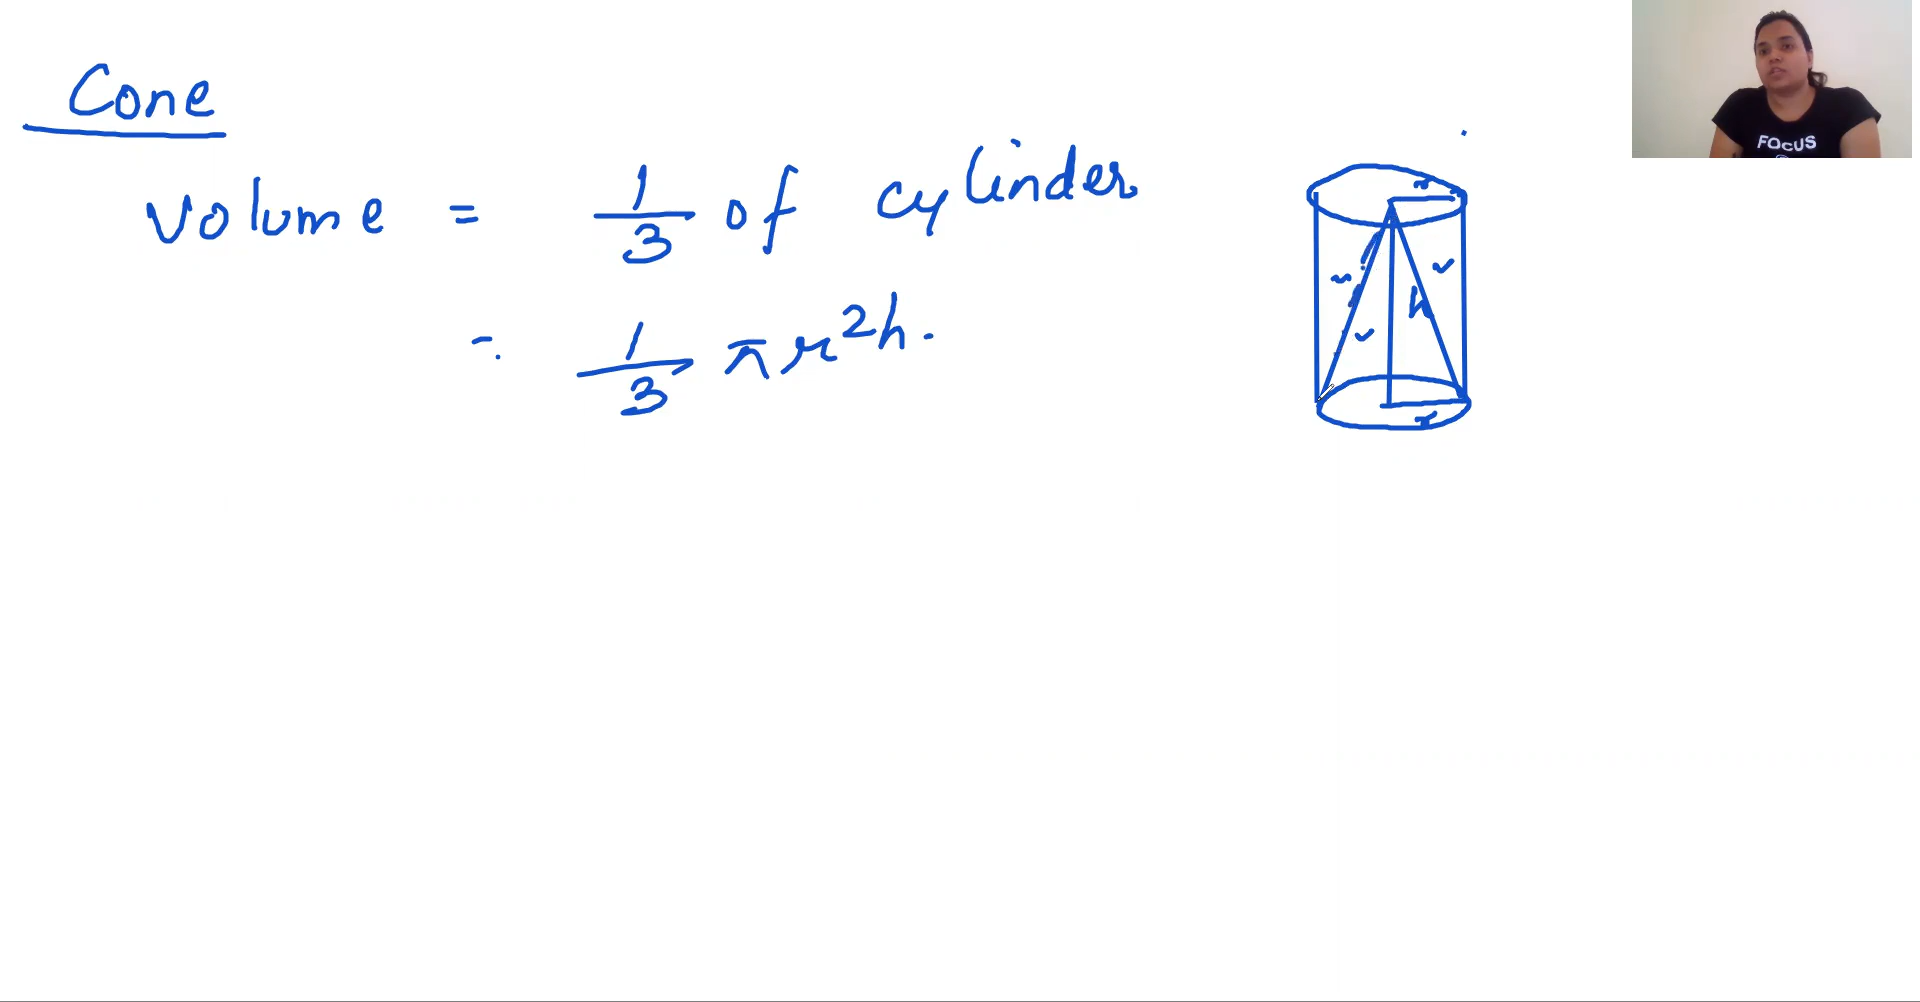 Cone
FOCUS
Volume = 1/3 of cylinder
= 1/3 πr²h.
r
h
r